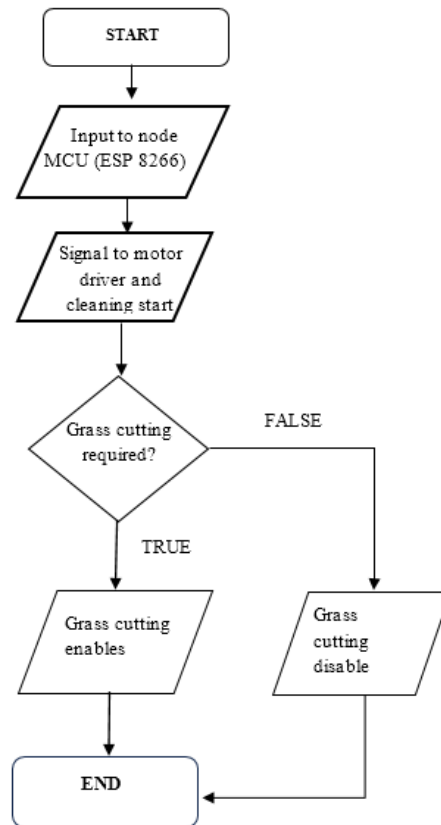 START
Input to node
MCU (ESP 8266)
Signal to motor
driver and
cleaning start
Grass cutting
required?
FALSE
TRUE
Grass cutting
enables
Grass
cutting
disable
END